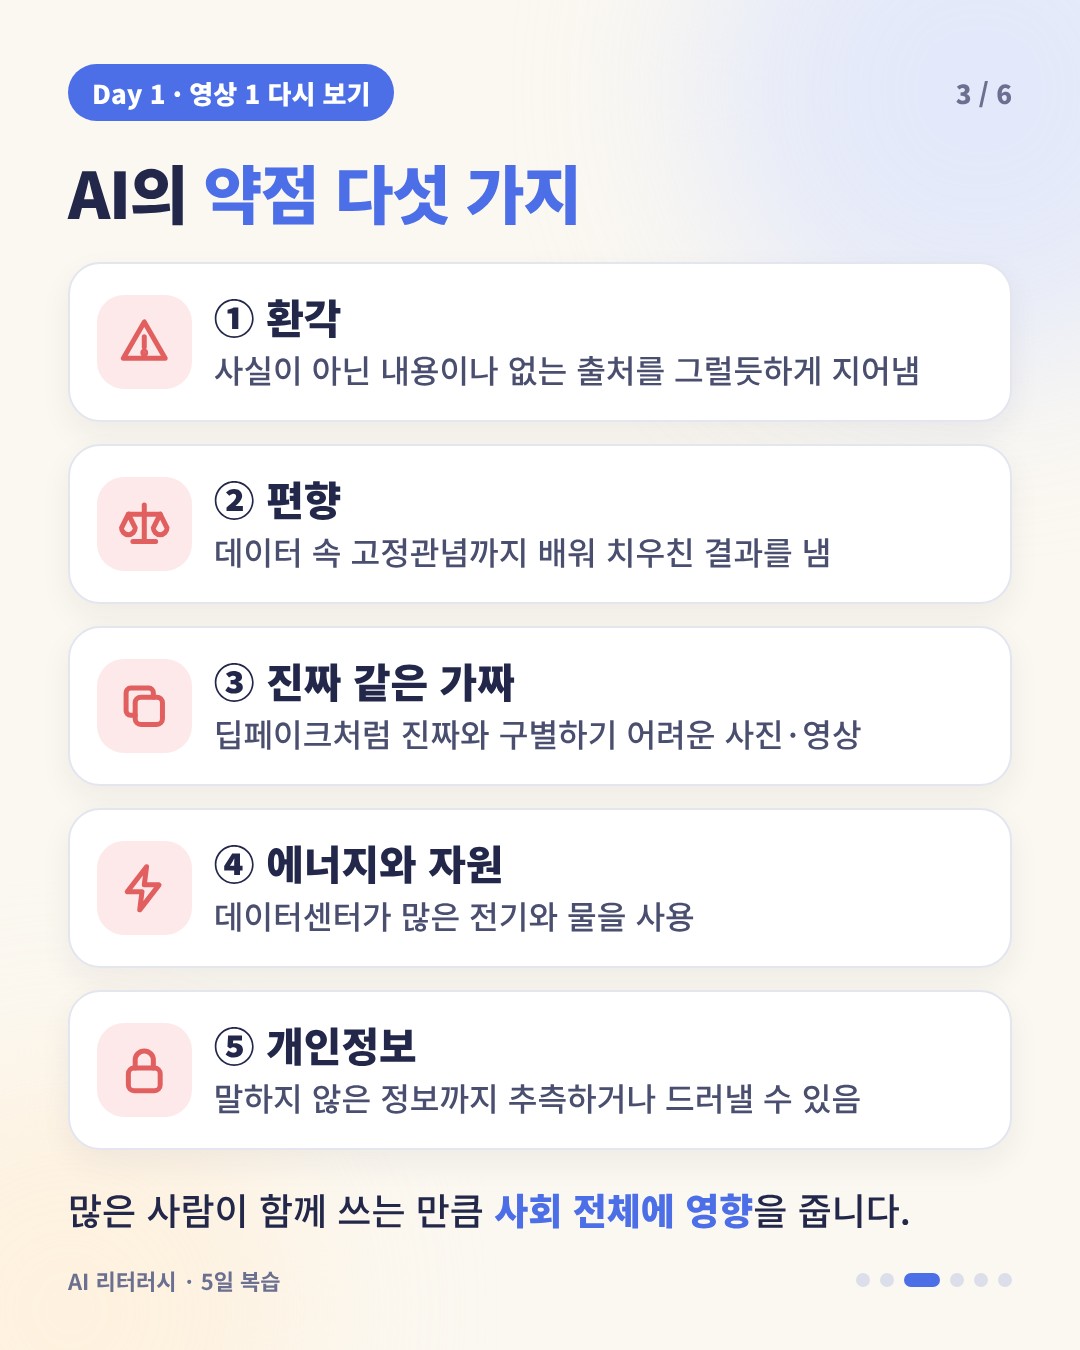 Day 1 · 영상 1 다시 보기
3 / 6
AI의 약점 다섯 가지
① 환각
사실이 아닌 내용이나 없는 출처를 그럴듯하게 지어냄
② 편향
데이터 속 고정관념까지 배워 치우친 결과를 냄
③ 진짜 같은 가짜
딥페이크처럼 진짜와 구별하기 어려운 사진·영상
④ 에너지와 자원
데이터센터가 많은 전기와 물을 사용
⑤ 개인정보
말하지 않은 정보까지 추측하거나 드러낼 수 있음
많은 사람이 함께 쓰는 만큼 사회 전체에 영향을 줍니다.
AI 리터러시 · 5일 복습